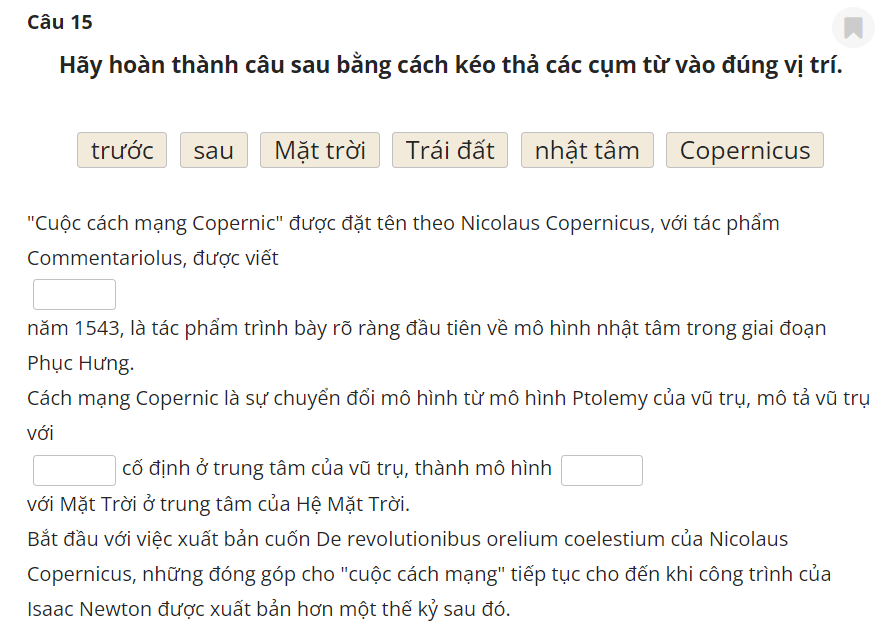 Câu 15
Hãy hoàn thành câu sau bằng cách kéo thả các cụm từ vào đúng vị trí.
trước sau Mặt trời Trái đất nhật tâm Copernicus
"Cuộc cách mạng Copernic" được đặt tên theo Nicolaus Copernicus, với tác phẩm
Commentariolus, được viết
năm 1543, là tác phẩm trình bày rõ ràng đầu tiên về mô hình nhật tâm trong giai đoạn
Phục Hưng.
Cách mạng Copernic là sự chuyển đổi mô hình từ mô hình Ptolemy của vũ trụ, mô tả vũ trụ
với
cố định ở trung tâm của vũ trụ, thành mô hình
với Mặt Trời ở trung tâm của Hệ Mặt Trời.
Bắt đầu với việc xuất bản cuốn De revolutionibus orelium coelestium của Nicolaus
Copernicus, những đóng góp cho "cuộc cách mạng" tiếp tục cho đến khi công trình của
Isaac Newton được xuất bản hơn một thế kỷ sau đó.